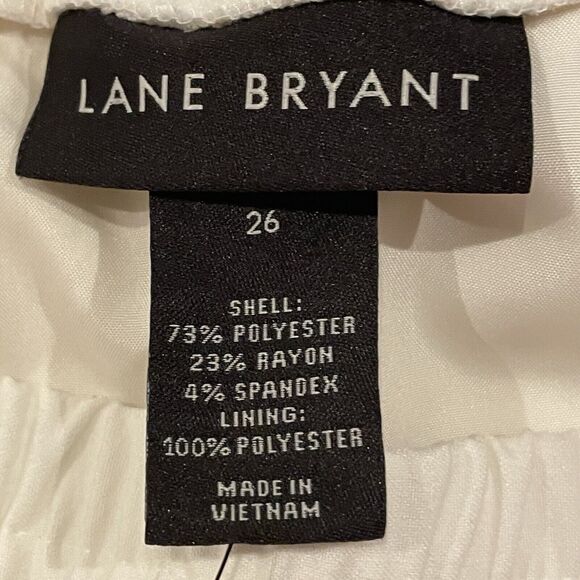 LANE BRYANT
26
SHELL:
73% POLYESTER
23% RAYON
4% SPANDEX
LINING:
100% POLYESTER
MADE IN
VIETNAM